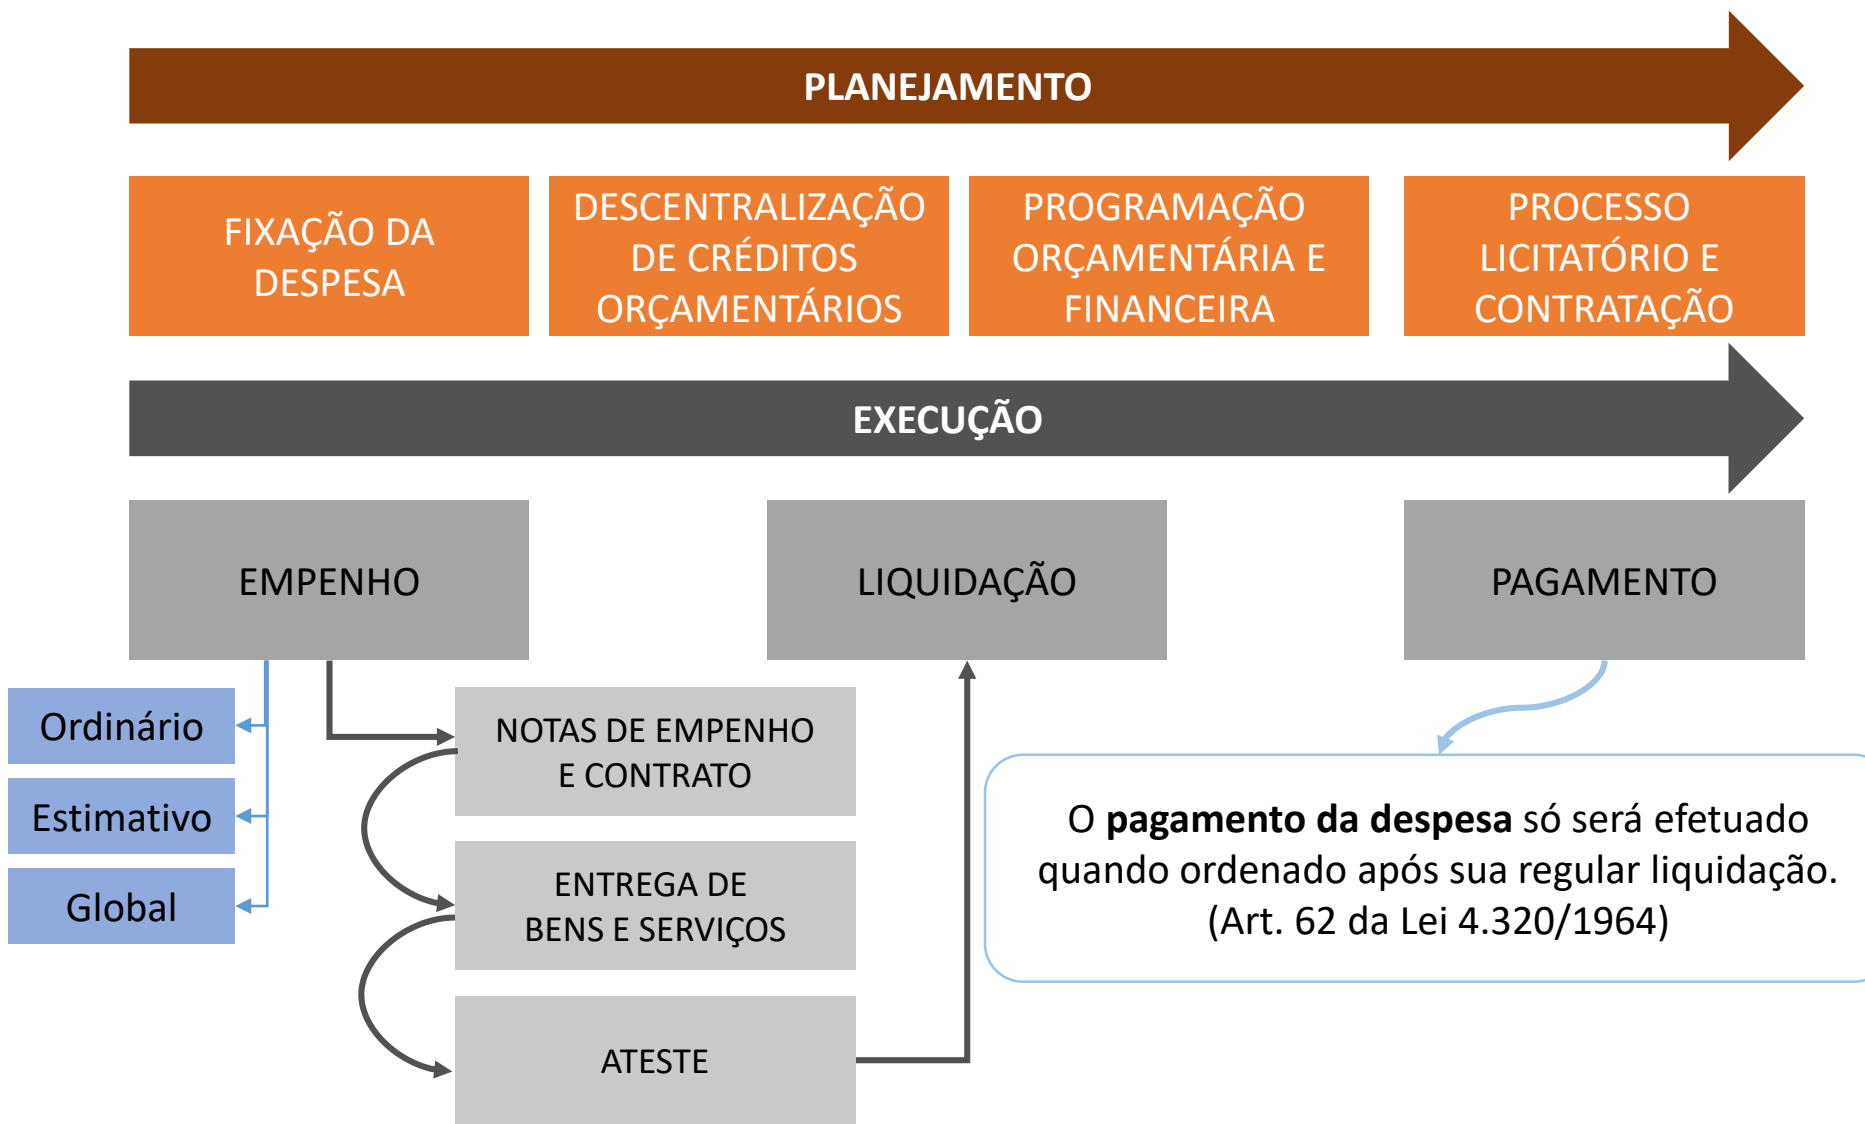 PLANEJAMENTO
FIXAÇÃO DA
DESPESA
DESCENTRALIZAÇÃO
DE CRÉDITOS
ORÇAMENTÁRIOS
PROGRAMAÇÃO
ORÇAMENTÁRIA E
FINANCEIRA
PROCESSO
LICITATÓRIO E
CONTRATAÇÃO
EXECUÇÃO
EMPENHO
LIQUIDAÇÃO
PAGAMENTO
Ordinário
Estimativo
Global
NOTAS DE EMPENHO
E CONTRATO
ENTREGA DE
BENS E SERVIÇOS
ATESTE
O pagamento da despesa só será efetuado
quando ordenado após sua regular liquidação.
(Art. 62 da Lei 4.320/1964)